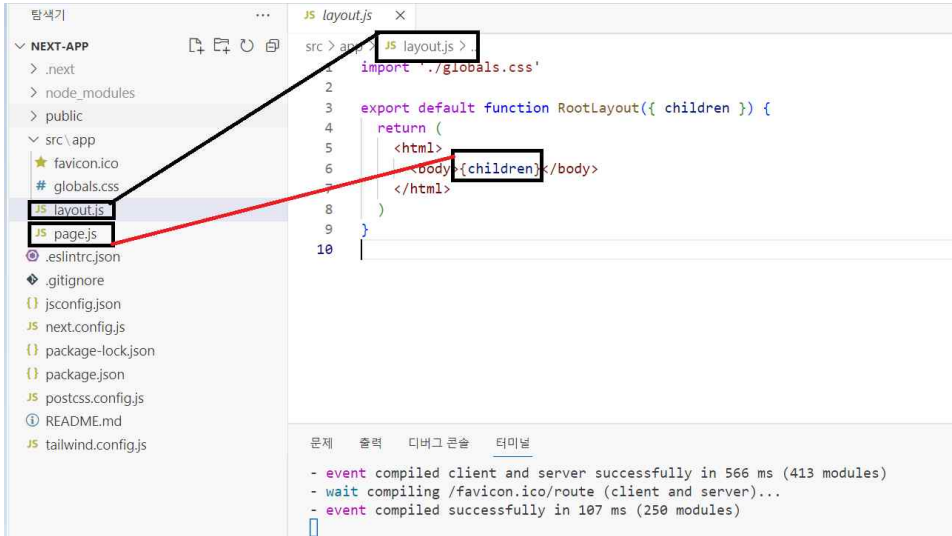 탐색기 ...
NEXT-APP
.next
node_modules
public
src\app
favicon.ico
# globals.css
JS layout.js
JS page.js
.eslintrc.json
.gitignore
{} jsconfig.json
JS next.config.js
{} package-lock.json
{} package.json
JS postcss.config.js
README.md
JS tailwind.config.js
JS layout.js ×
src > app > JS layout.js > ...
1 import './globals.css'
2
3 export default function RootLayout({ children }) {
4 return (
5 <html>
6 <body>{children}</body>
7 </html>
8 )
9 }
10
문제 출력 디버그 콘솔 터미널
- event compiled client and server successfully in 566 ms (413 modules)
- wait compiling /favicon.ico/route (client and server)...
- event compiled successfully in 107 ms (250 modules)